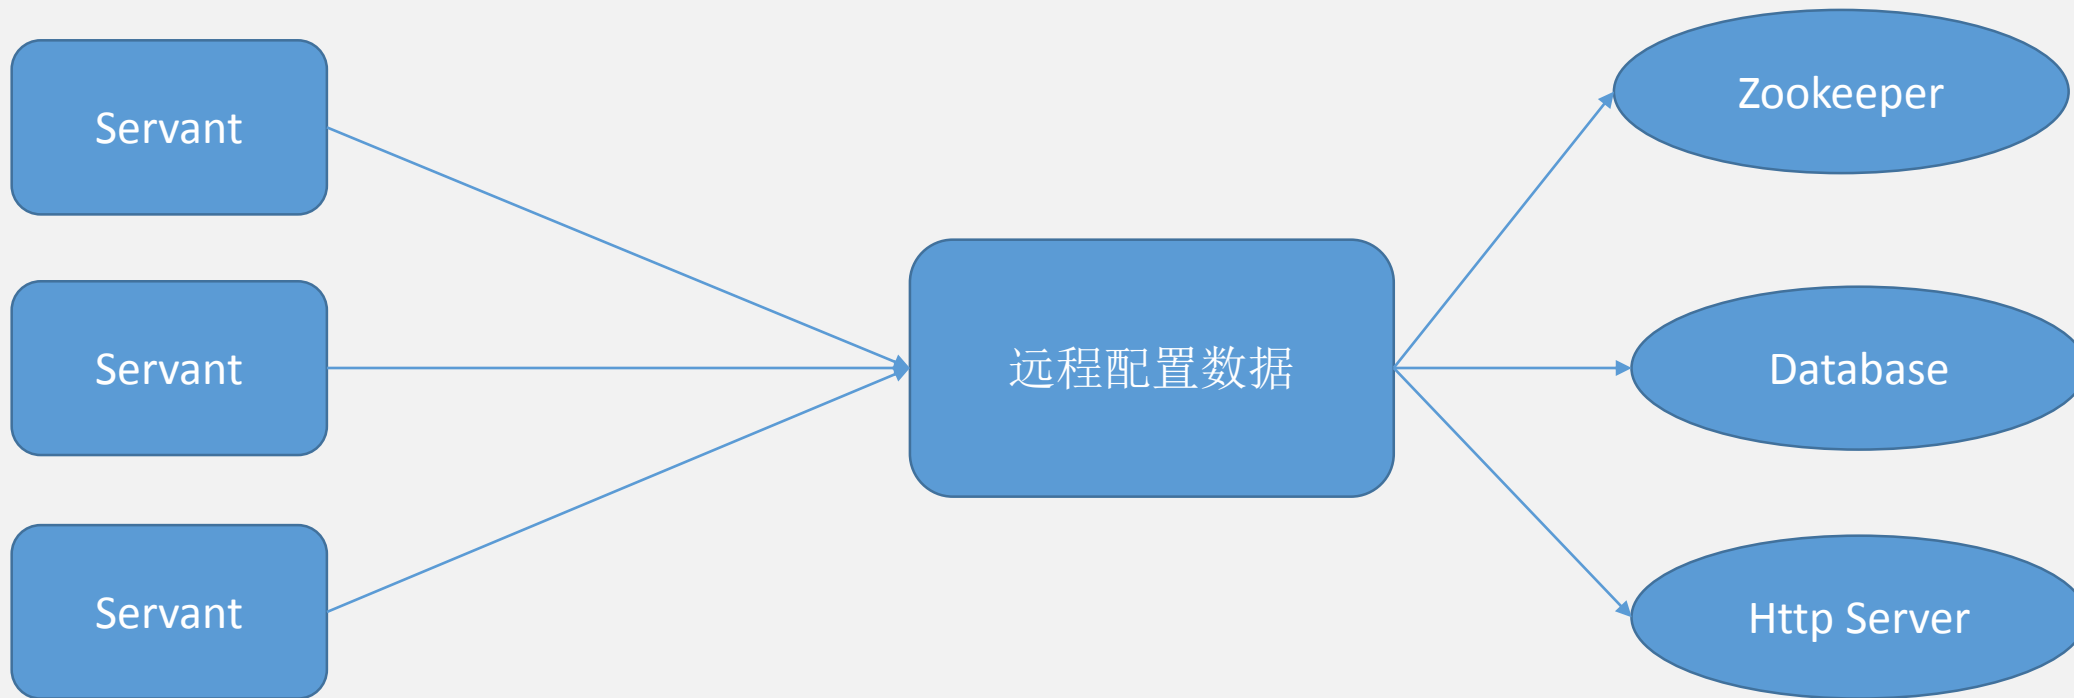 Servant
Servant
Servant
远程配置数据
Zookeeper
Database
Http Server